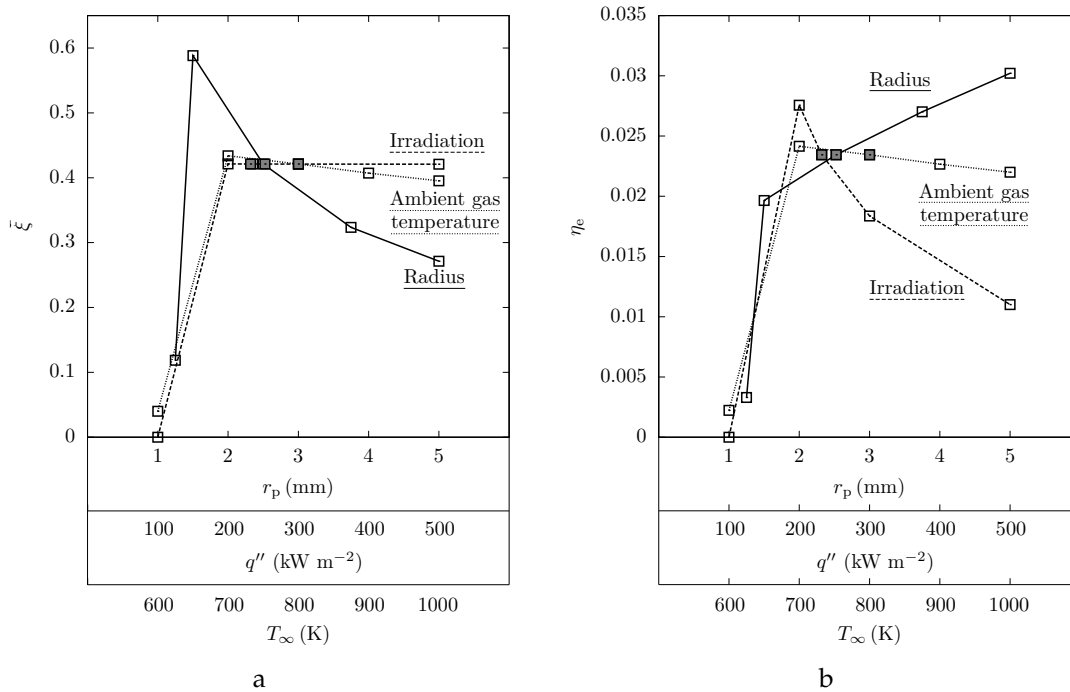 0.6
0.5
0.4
0.3
0.2
0.1
0
ξ̄
Irradiation
Ambient gas
temperature
Radius
1 2 3 4 5
r_p (mm)
100 200 300 400 500
q″ (kW m⁻²)
600 700 800 900 1000
T_∞ (K)
a
0.035
0.03
0.025
0.02
0.015
0.01
0.005
0
η_e
Radius
Ambient gas
temperature
Irradiation
1 2 3 4 5
r_p (mm)
100 200 300 400 500
q″ (kW m⁻²)
600 700 800 900 1000
T_∞ (K)
b